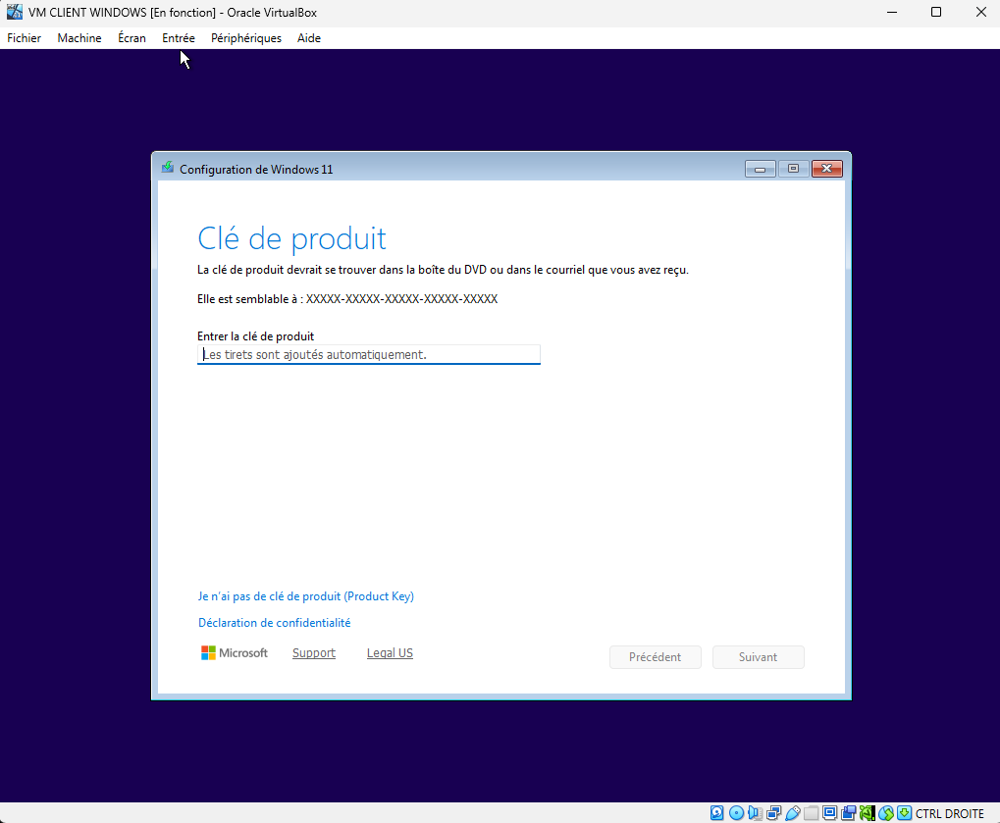 VM CLIENT WINDOWS [En fonction] - Oracle VirtualBox
Fichier Machine Écran Entrée Périphériques Aide
Configuration de Windows 11
Clé de produit
La clé de produit devrait se trouver dans la boîte du DVD ou dans le courriel que vous avez reçu.
Elle est semblable à : XXXXX-XXXXX-XXXXX-XXXXX-XXXXX
Entrer la clé de produit
Les tirets sont ajoutés automatiquement.
Je n'ai pas de clé de produit (Product Key)
Déclaration de confidentialité
Microsoft Support Legal US
Précédent Suivant
CTRL DROITE